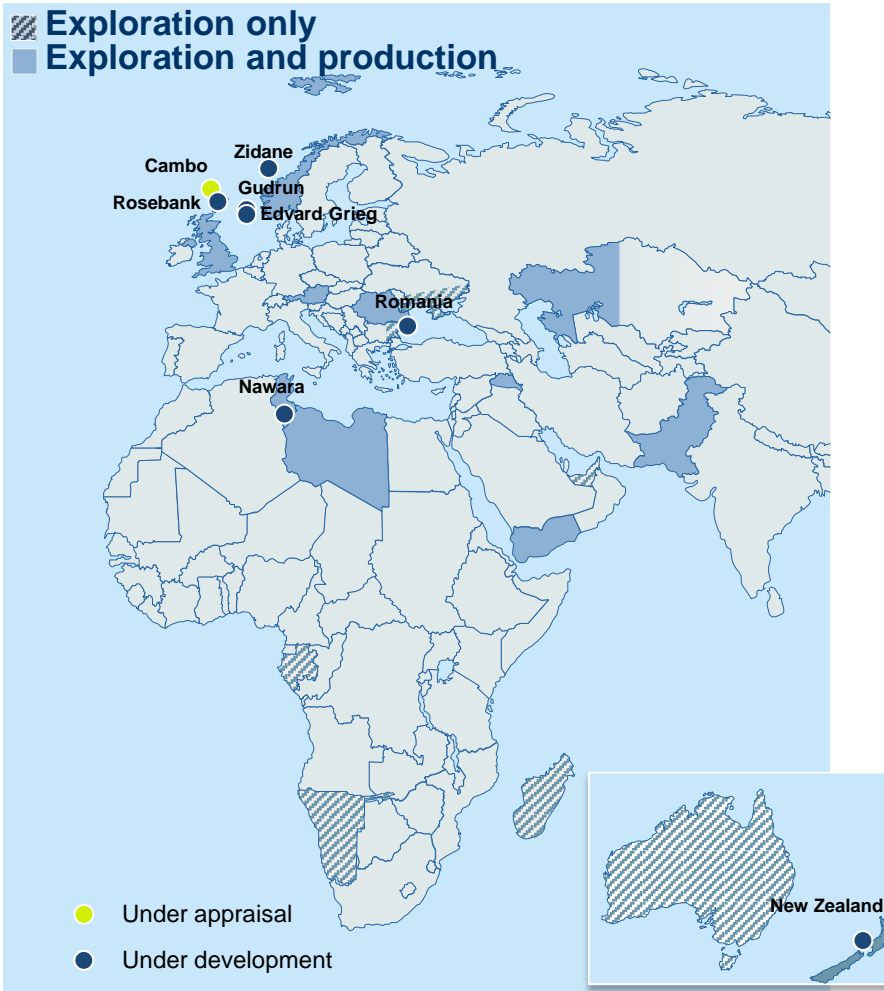 Exploration only
Exploration and production
Zidane
Cambo
Gudrun
Rosebank
Edvard Grieg
Romania
Nawara
New Zealand
Under appraisal
Under development